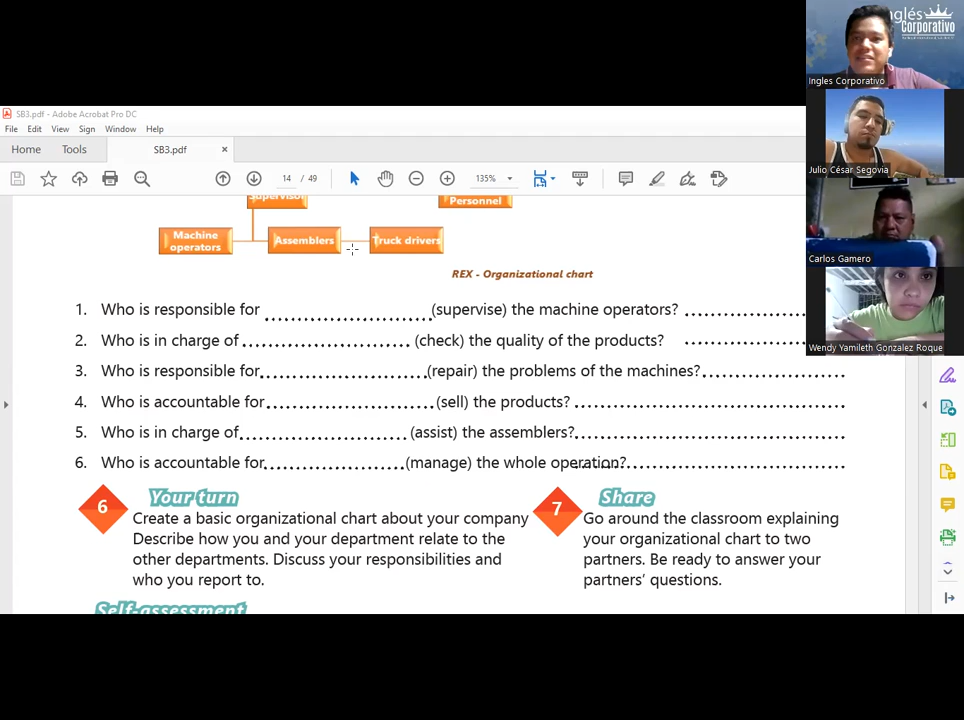 Inglés
Corporativo
Ingles Corporativo
SB3.pdf - Adobe Acrobat Pro DC
File Edit View Sign Window Help
Home Tools SB3.pdf ×
Julio César Segovia
14 / 49 135%
Supervisor
Personnel
Machine
operators
Assemblers
Truck drivers
Carlos Gamero
REX - Organizational chart
1. Who is responsible for ................................ (supervise) the machine operators? ........................
2. Who is in charge of ................................ (check) the quality of the products? ........................
Wendy Yamileth Gonzalez Roque
3. Who is responsible for................................ (repair) the problems of the machines?........................
4. Who is accountable for................................ (sell) the products? ................................................
5. Who is in charge of................................ (assist) the assemblers?................................................
6. Who is accountable for........................... (manage) the whole operation?........................................
6 Your turn
Create a basic organizational chart about your company
Describe how you and your department relate to the
other departments. Discuss your responsibilities and
who you report to.
7 Share
Go around the classroom explaining
your organizational chart to two
partners. Be ready to answer your
partners' questions.
Self-assessment